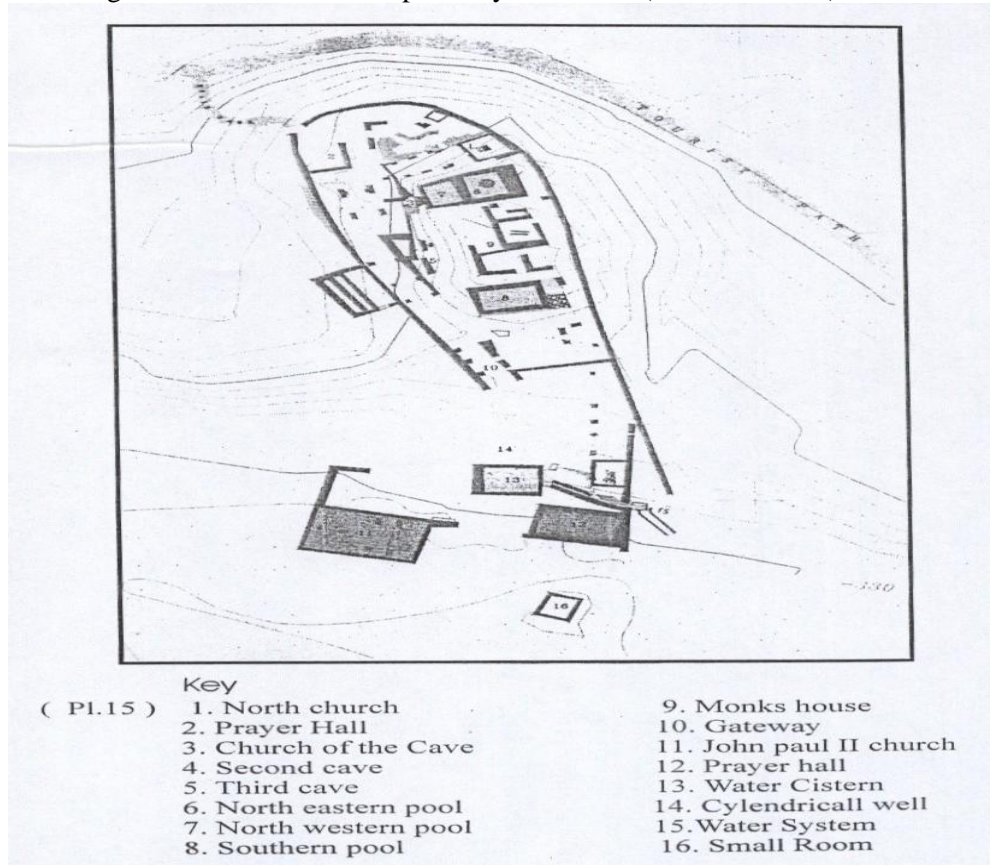 TOURIST PATH
10
14
13
15
16
-330
Key
( Pl.15 )
1. North church
2. Prayer Hall
3. Church of the Cave
4. Second cave
5. Third cave
6. North eastern pool
7. North western pool
8. Southern pool
9. Monks house
10. Gateway
11. John paul II church
12. Prayer hall
13. Water Cistern
14. Cylendricall well
15.Water System
16. Small Room